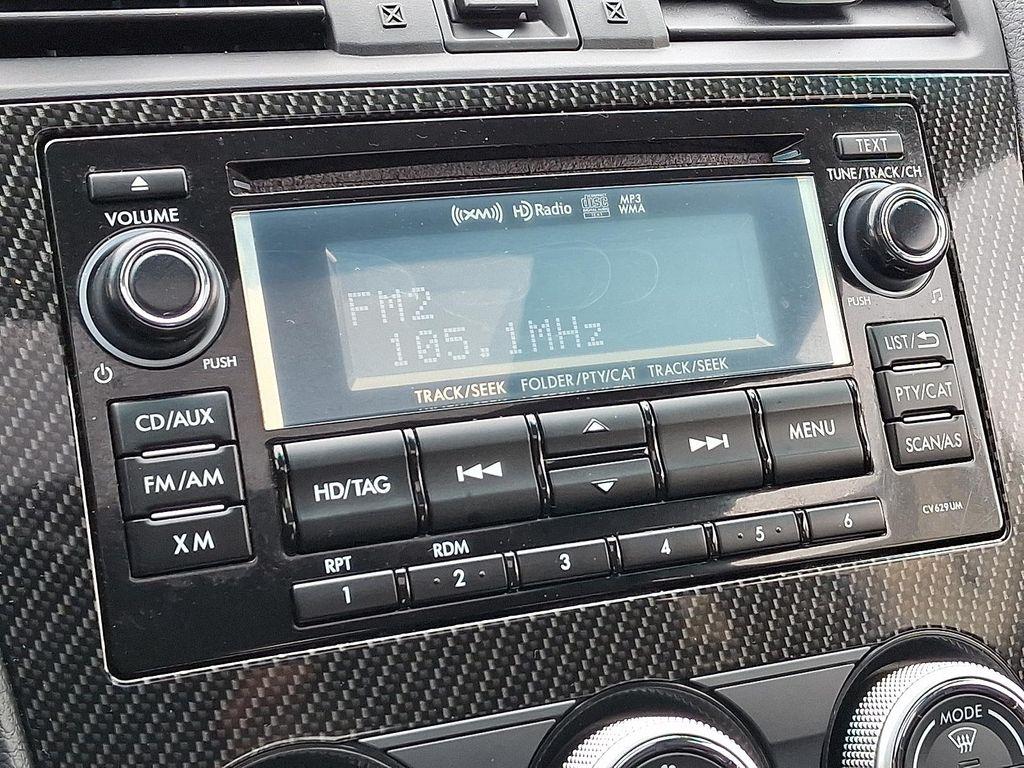 TEXT
TUNE/TRACK/CH
VOLUME
((XM)) HD Radio disc MP3
TEXT WMA
FM2
105.1MHz
PUSH
PUSH
TRACK/SEEK FOLDER/PTY/CAT TRACK/SEEK
LIST/
PTY/CAT
SCAN/A.S
CD/AUX
FM/AM
XM
HD/TAG
MENU
CV629UM
RPT RDM
1 2 3 4 5 6
MODE